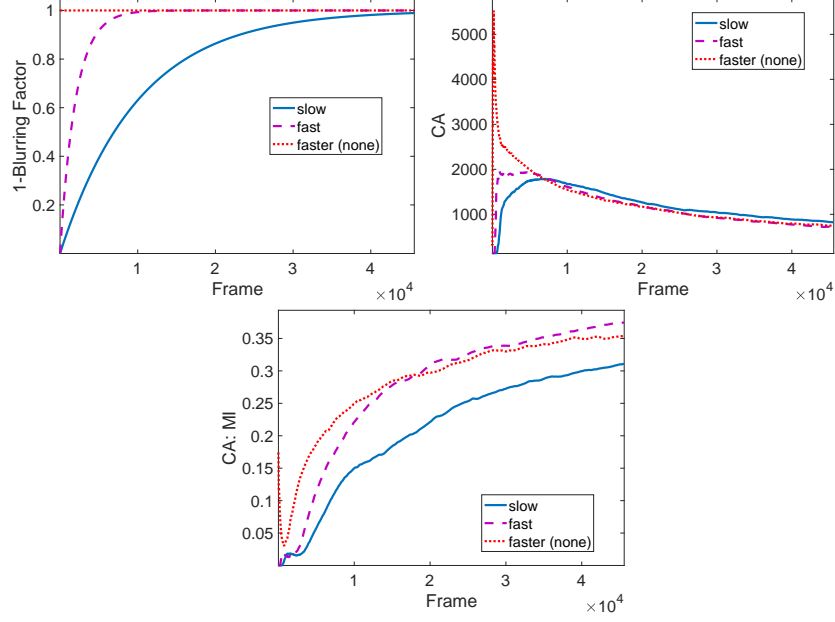 1
0.8
0.6
0.4
0.2
1-Blurring Factor
slow
fast
faster (none)
1 2 3 4
Frame
×10^4
5000
4000
3000
2000
1000
CA
slow
fast
faster (none)
1 2 3 4
Frame
×10^4
0.35
0.3
0.25
0.2
0.15
0.1
0.05
CA: MI
slow
fast
faster (none)
1 2 3 4
Frame
×10^4